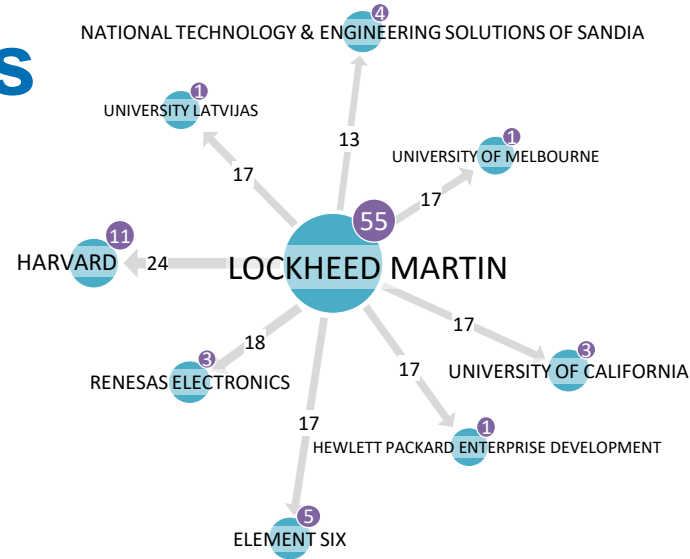 s
4
NATIONAL TECHNOLOGY & ENGINEERING SOLUTIONS OF SANDIA
1
UNIVERSITY LATVIJAS
13
1
UNIVERSITY OF MELBOURNE
17
17
55
11
HARVARD
24
LOCKHEED MARTIN
17
18
3
RENESAS ELECTRONICS
3
UNIVERSITY OF CALIFORNIA
17
17
1
HEWLETT PACKARD ENTERPRISE DEVELOPMENT
5
ELEMENT SIX